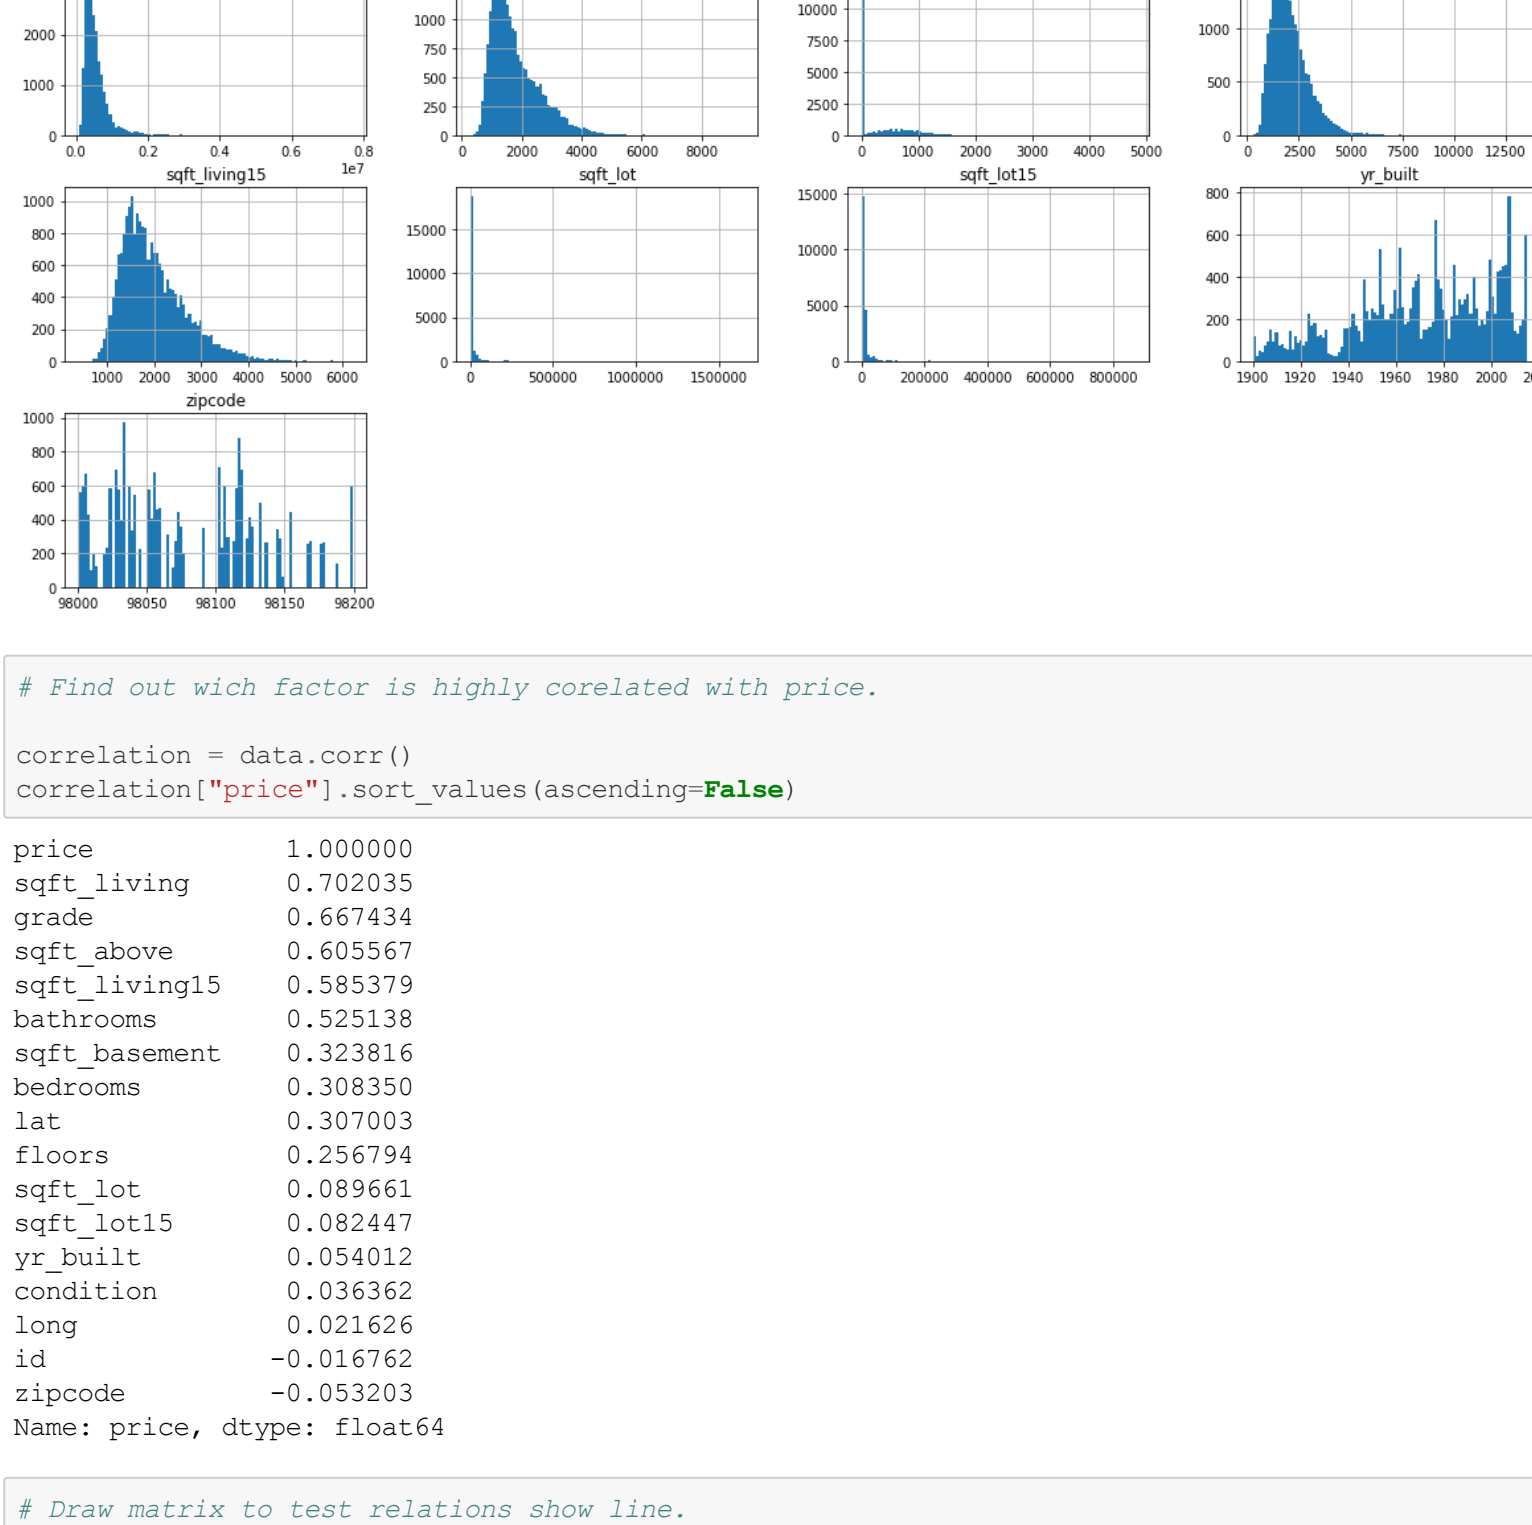 2000
1000
0
0.0 0.2 0.4 0.6 0.8
1e7
1000
750
500
250
0
0 2000 4000 6000 8000
10000
7500
5000
2500
0
0 1000 2000 3000 4000 5000
1000
500
0
0 2500 5000 7500 10000 12500
sqft_living15
1000
800
600
400
200
0
1000 2000 3000 4000 5000 6000
sqft_lot
15000
10000
5000
0
0 500000 1000000 1500000
sqft_lot15
15000
10000
5000
0
0 200000 400000 600000 800000
yr_built
800
600
400
200
0
1900 1920 1940 1960 1980 2000
zipcode
1000
800
600
400
200
0
98000 98050 98100 98150 98200
# Find out wich factor is highly corelated with price.
correlation = data.corr()
correlation["price"].sort_values(ascending=False)
price 1.000000
sqft_living 0.702035
grade 0.667434
sqft_above 0.605567
sqft_living15 0.585379
bathrooms 0.525138
sqft_basement 0.323816
bedrooms 0.308350
lat 0.307003
floors 0.256794
sqft_lot 0.089661
sqft_lot15 0.082447
yr_built 0.054012
condition 0.036362
long 0.021626
id -0.016762
zipcode -0.053203
Name: price, dtype: float64
# Draw matrix to test relations show line.